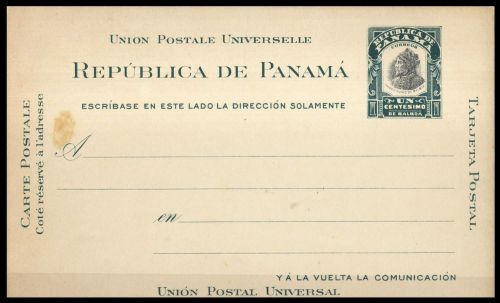 UNION POSTALE UNIVERSELLE
REPÚBLICA DE PANAMÁ
ESCRÍBASE EN ESTE LADO LA DIRECCIÓN SOLAMENTE
REPUBLICA DE
PANAMA
CORREOS
UN
CENTESIMO
DE BALBOA
CARTE POSTALE
Coté réservé à l'adresse
TARJETA POSTAL
A
en
Y Á LA VUELTA LA COMUNICACIÓN
UNIÓN POSTAL UNIVERSAL